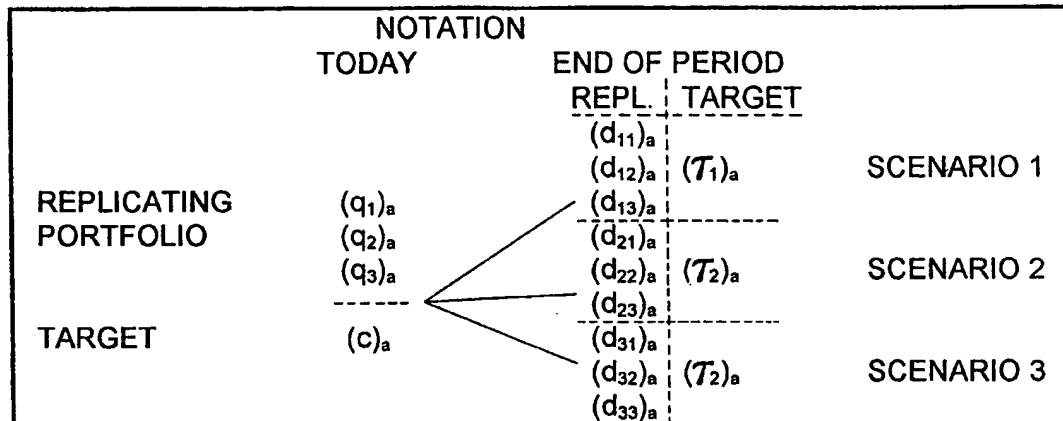 NOTATION
TODAY END OF PERIOD
REPL. TARGET
(d₁₁)ₐ
(d₁₂)ₐ (𝒯₁)ₐ SCENARIO 1
REPLICATING (q₁)ₐ (d₁₃)ₐ
PORTFOLIO (q₂)ₐ (d₂₁)ₐ
(q₃)ₐ (d₂₂)ₐ (𝒯₂)ₐ SCENARIO 2
(d₂₃)ₐ
TARGET (c)ₐ (d₃₁)ₐ
(d₃₂)ₐ (𝒯₂)ₐ SCENARIO 3
(d₃₃)ₐ